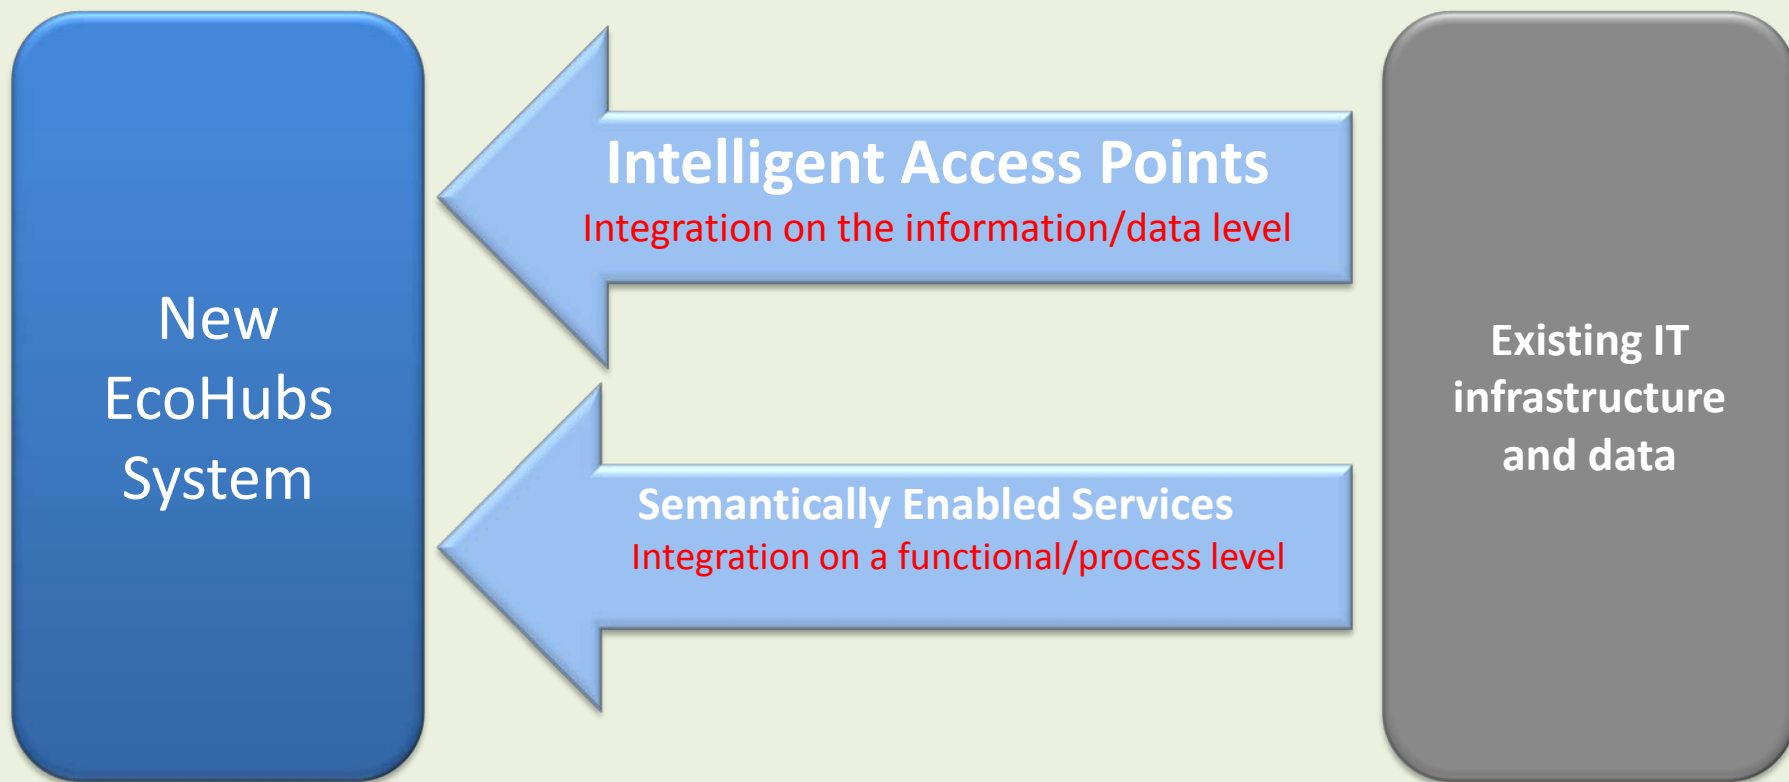 New
EcoHubs
System
Intelligent Access Points
Integration on the information/data level
Semantically Enabled Services
Integration on a functional/process level
Existing IT
infrastructure
and data